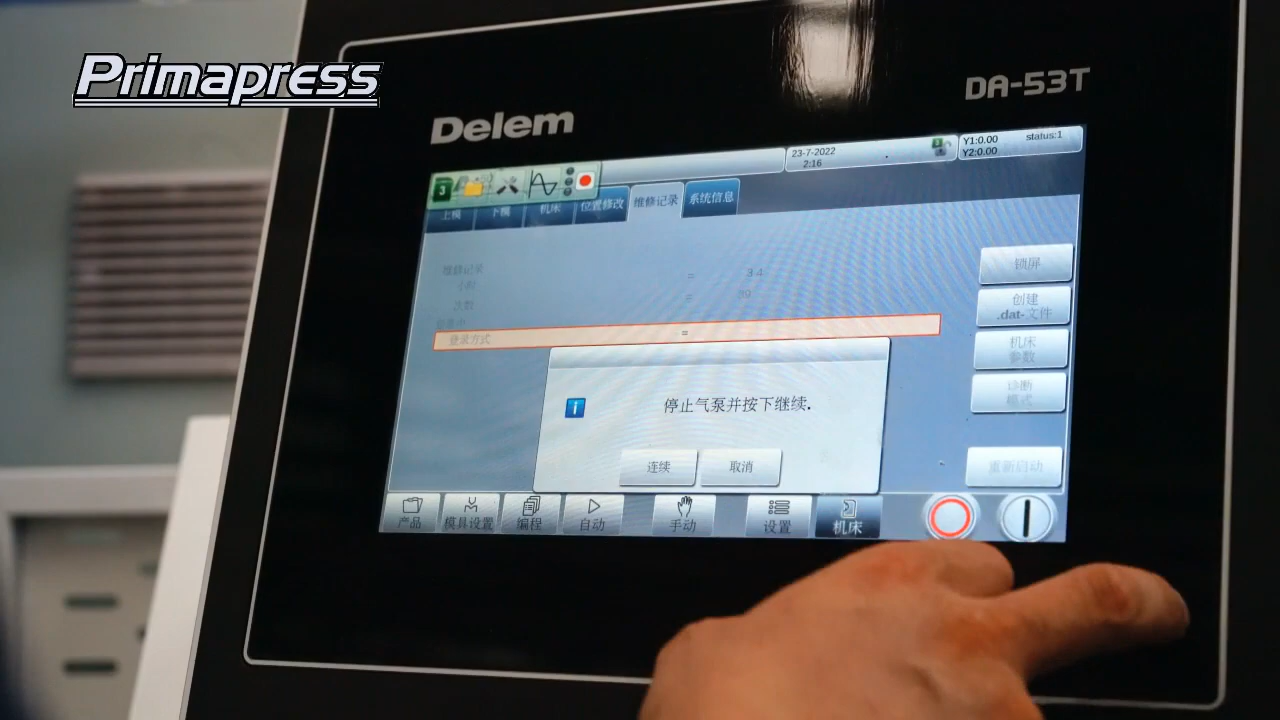 Primapress
Delem
DA-53T
23-7-2022
2:16
Y1:0.00
status:1
Y2:0.00
3
上模
下模
机床
位置修改
维修记录
系统信息
维修记录
小时
=
3.4
次数
=
39
登录方式
=
锁屏
创建
.dat-文件
机床
参数
诊断
模式
重新启动
i
停止气泵并按下继续.
连续
取消
产品
模具设置
编程
自动
手动
设置
机床